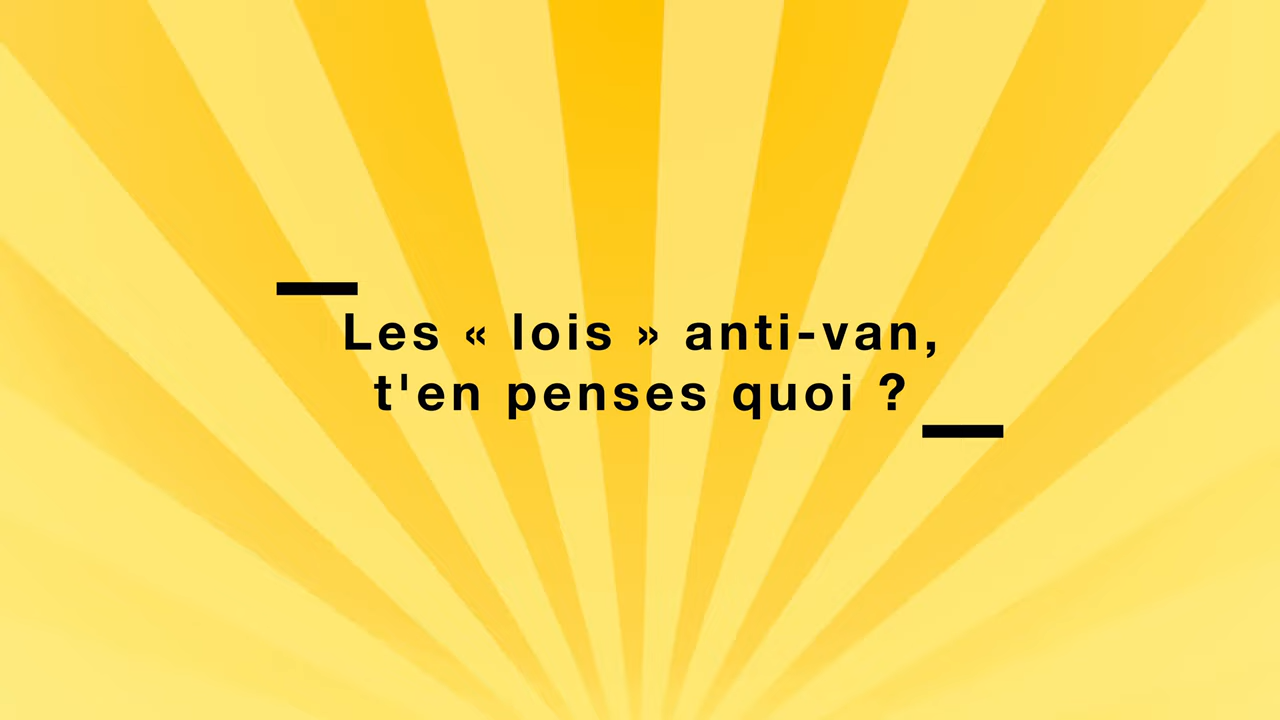 Les « lois » anti-van,
t'en penses quoi ?